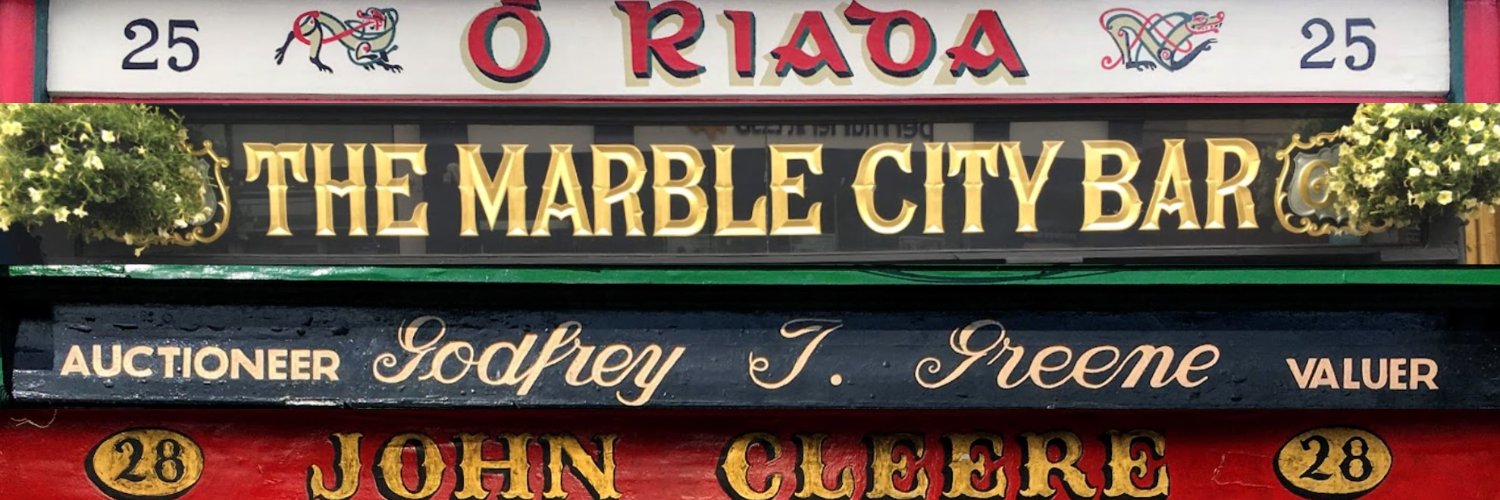 25 Ó RIADA 25
THE MARBLE CITY BAR
AUCTIONEER Godfrey J. Greene VALUER
28 JOHN CLEERE 28